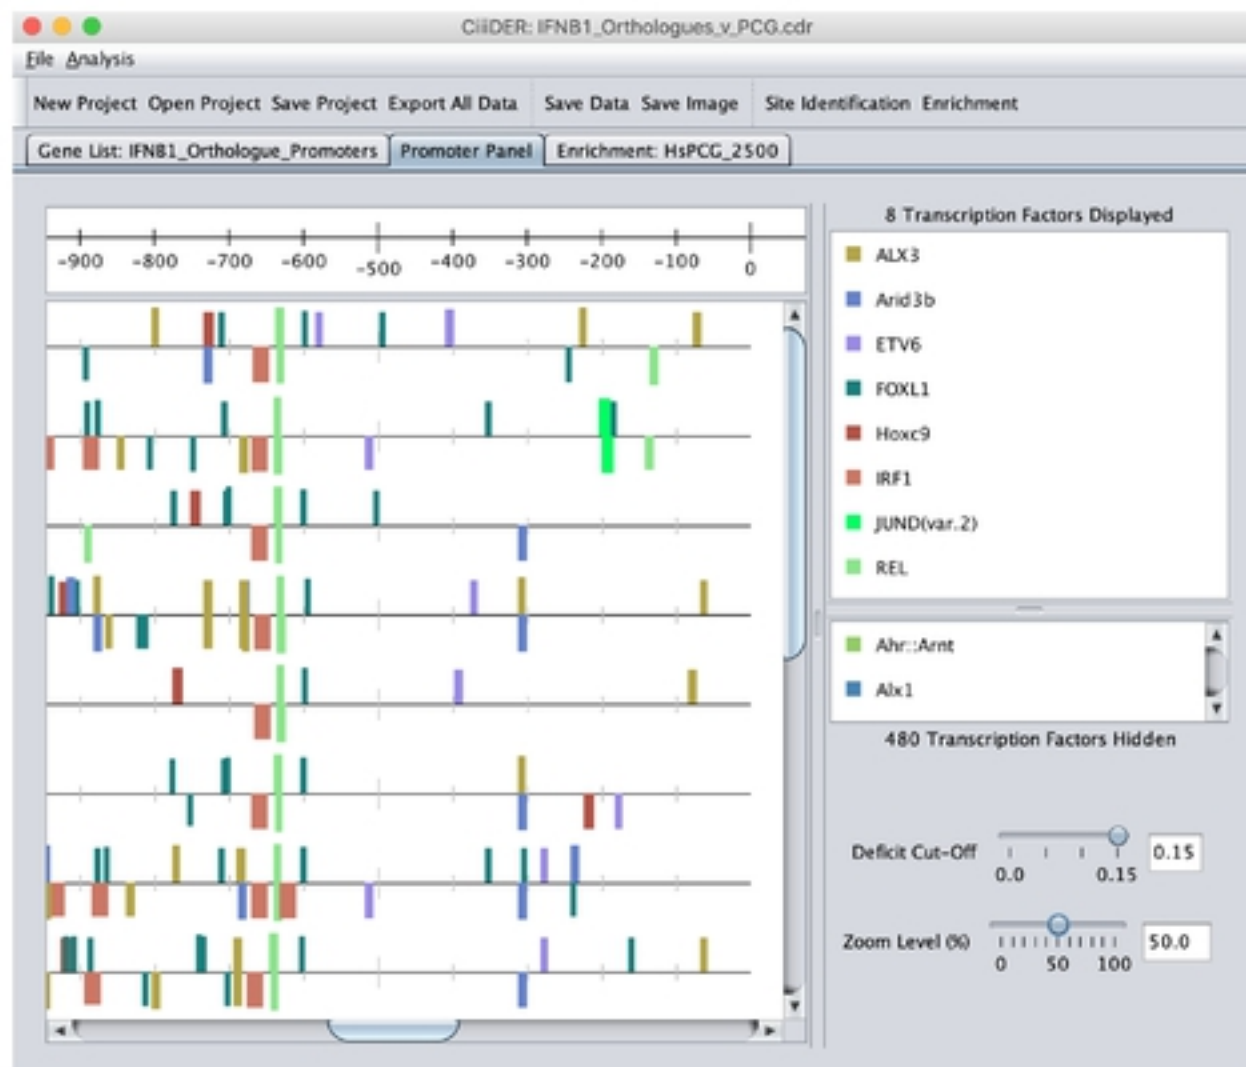 CiiiDER: IFNB1_Orthologues_v_PCG.cdr
File Analysis
New Project Open Project Save Project Export All Data Save Data Save Image Site Identification Enrichment
Gene List: IFNB1_Orthologue_Promoters Promoter Panel Enrichment: HsPCG_2500
8 Transcription Factors Displayed
-900 -800 -700 -600 -500 -400 -300 -200 -100 0
ALX3
Arid3b
ETV6
FOXL1
Hoxc9
IRF1
JUND(var.2)
REL
Ahr::Arnt
Alx1
480 Transcription Factors Hidden
Deficit Cut-Off 0.15
0.0 0.15
Zoom Level (%) 50.0
0 50 100